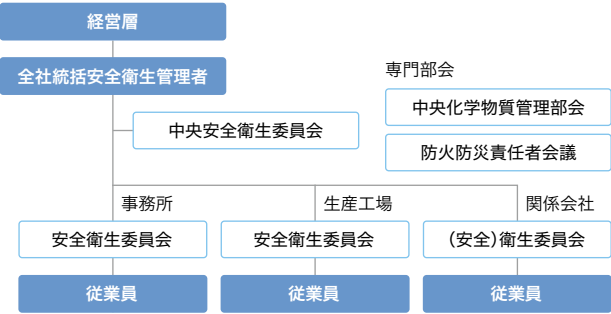 経営層
全社統括安全衛生管理者
専門部会
中央化学物質管理部会
中央安全衛生委員会
防火防災責任者会議
事務所
生産工場
関係会社
安全衛生委員会
安全衛生委員会
(安全)衛生委員会
従業員
従業員
従業員